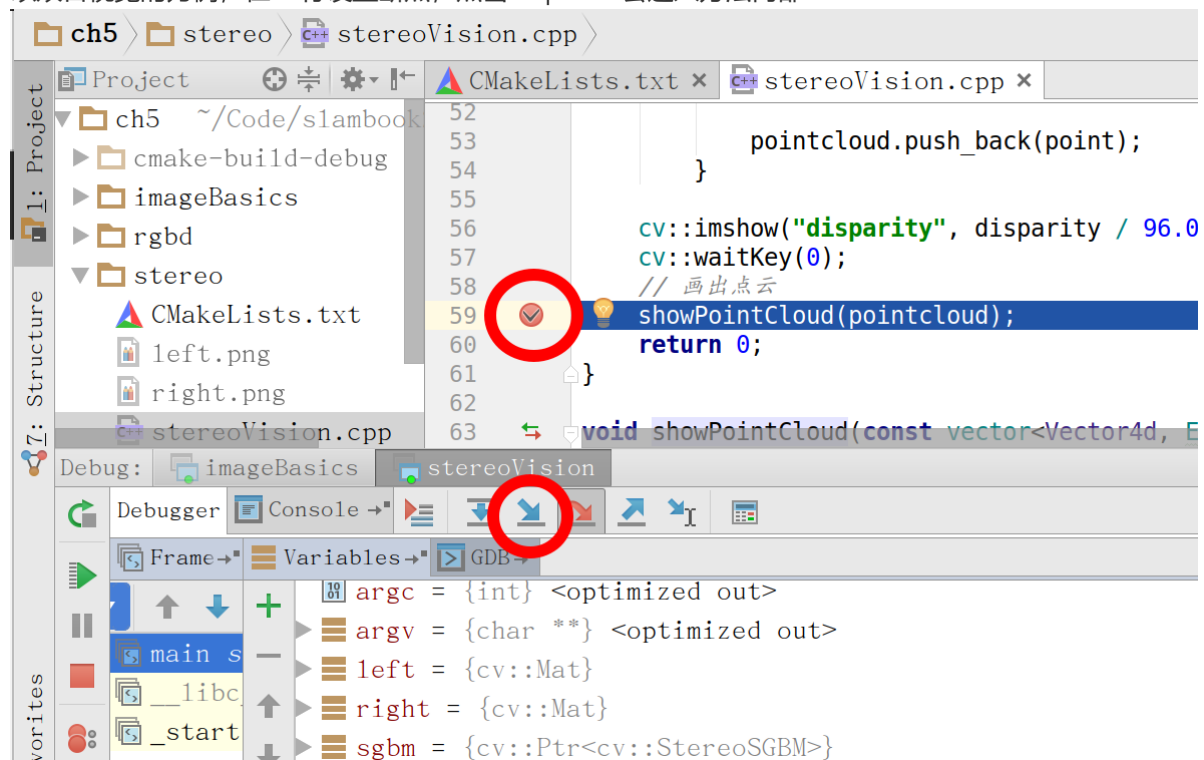 ch5 stereo stereoVision.cpp
Project
CMakeLists.txt × stereoVision.cpp ×
1: Project
7: Structure
ch5 ~/Code/slambook
cmake-build-debug
imageBasics
rgbd
stereo
CMakeLists.txt
left.png
right.png
stereoVision.cpp
52
53 pointcloud.push_back(point);
54 }
55
56 cv::imshow("disparity", disparity / 96.0
57 cv::waitKey(0);
58 // 画出点云
59 showPointCloud(pointcloud);
60 return 0;
61 }
62
63 void showPointCloud(const vector<Vector4d, E
Debug: imageBasics stereoVision
Debugger Console
Frame Variables GDB
main s
__libc_
_start
argc = {int} <optimized out>
argv = {char **} <optimized out>
left = {cv::Mat}
right = {cv::Mat}
sgbm = {cv::Ptr<cv::StereoSGBM>}